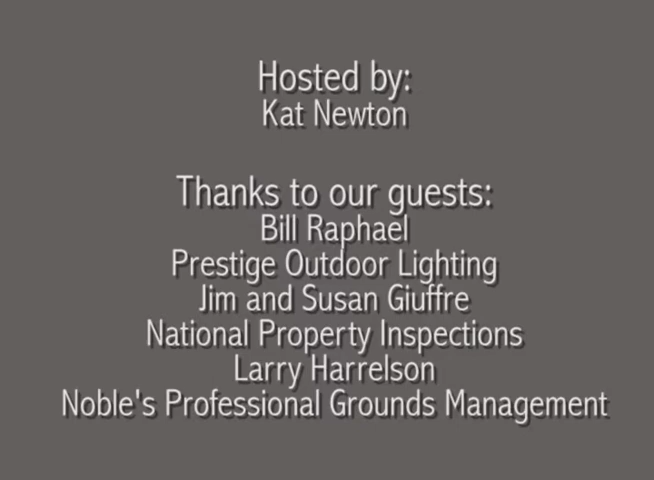 Hosted by:
Kat Newton
Thanks to our guests:
Bill Raphael
Prestige Outdoor Lighting
Jim and Susan Giuffre
National Property Inspections
Larry Harrelson
Noble's Professional Grounds Management